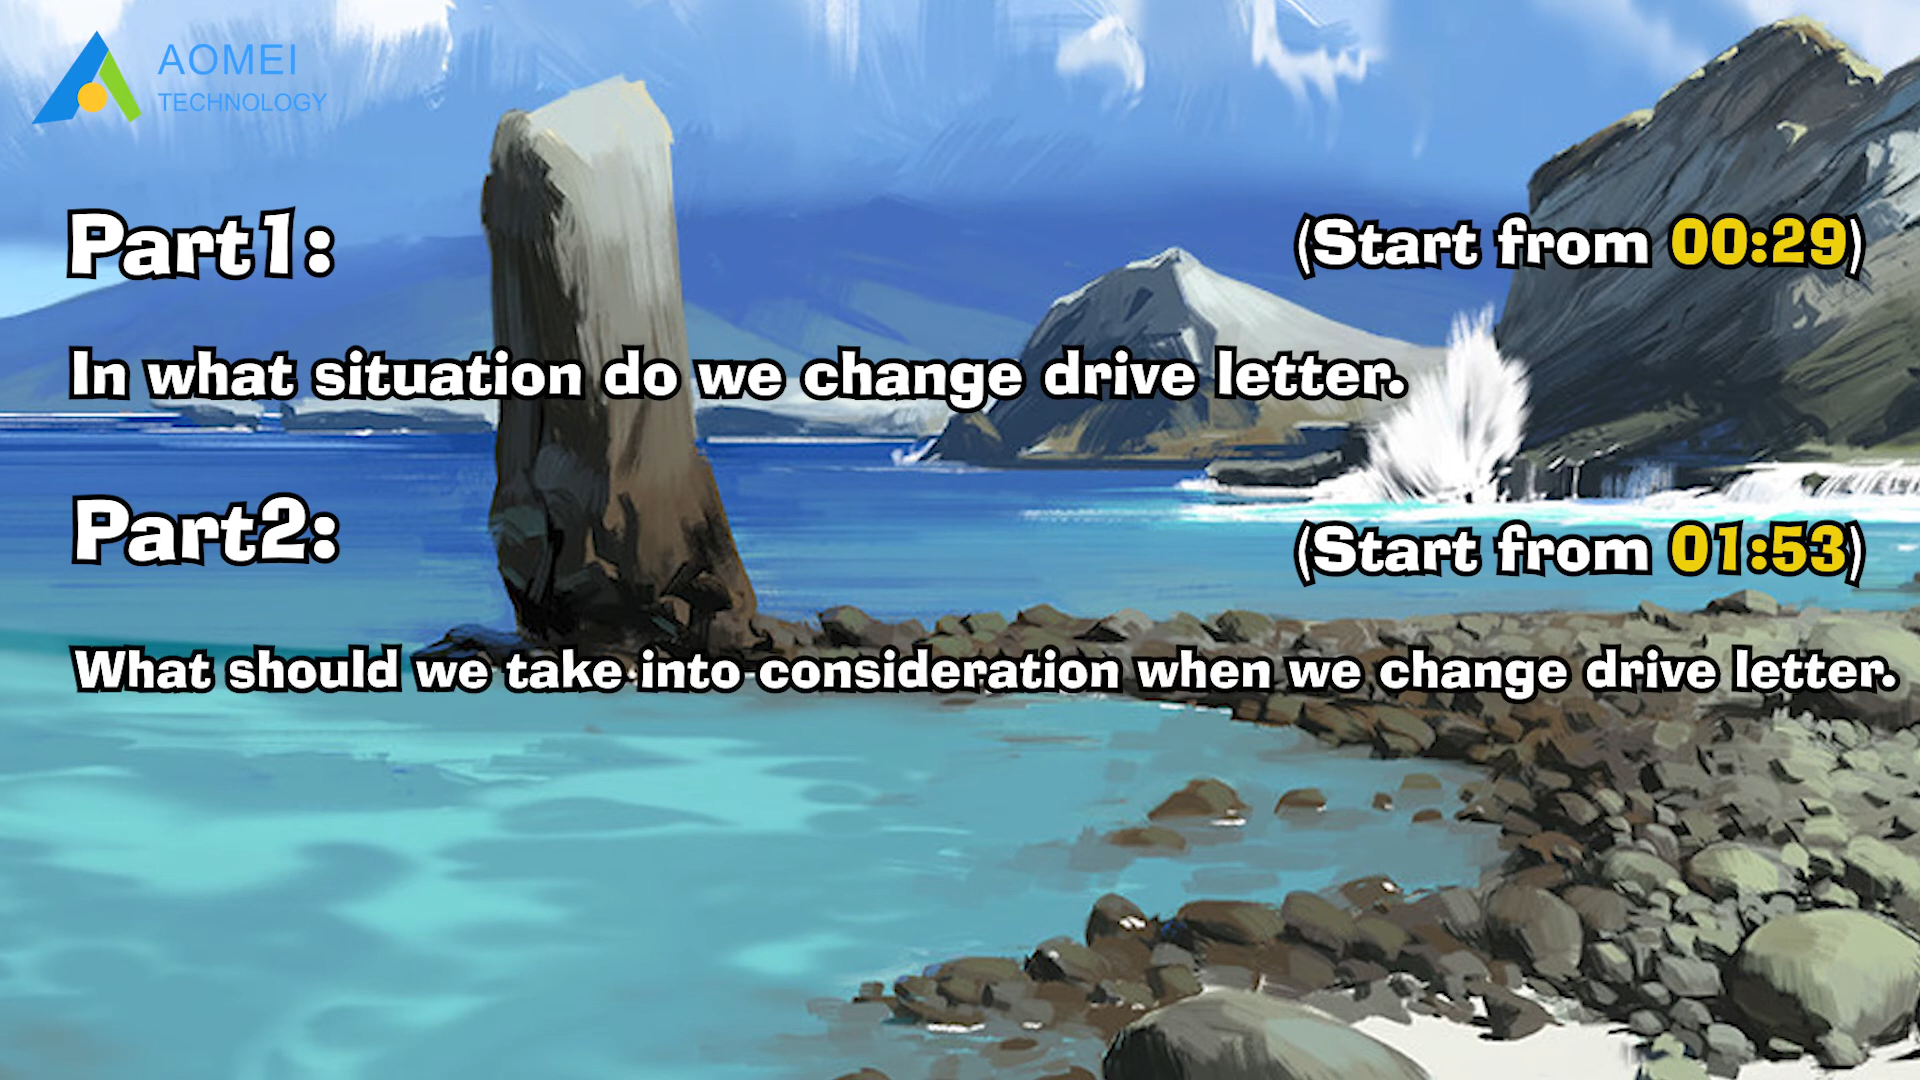 AOMEI
TECHNOLOGY
Part1:
(Start from 00:29)
In what situation do we change drive letter.
Part2:
(Start from 01:53)
What should we take into consideration when we change drive letter.